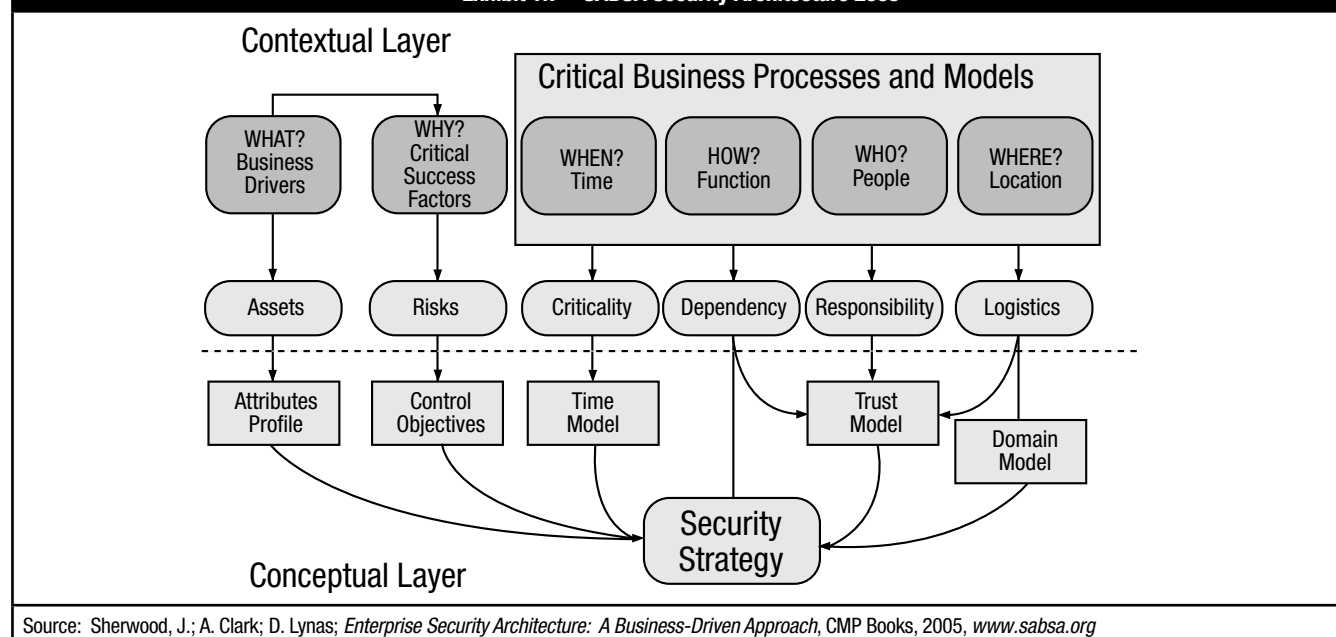 Contextual Layer
Critical Business Processes and Models
WHAT?
Business
Drivers
WHY?
Critical
Success
Factors
WHEN?
Time
HOW?
Function
WHO?
People
WHERE?
Location
Assets
Risks
Criticality
Dependency
Responsibility
Logistics
Attributes
Profile
Control
Objectives
Time
Model
Trust
Model
Domain
Model
Security
Strategy
Conceptual Layer
Source: Sherwood, J.; A. Clark; D. Lynas; Enterprise Security Architecture: A Business-Driven Approach, CMP Books, 2005, www.sabsa.org